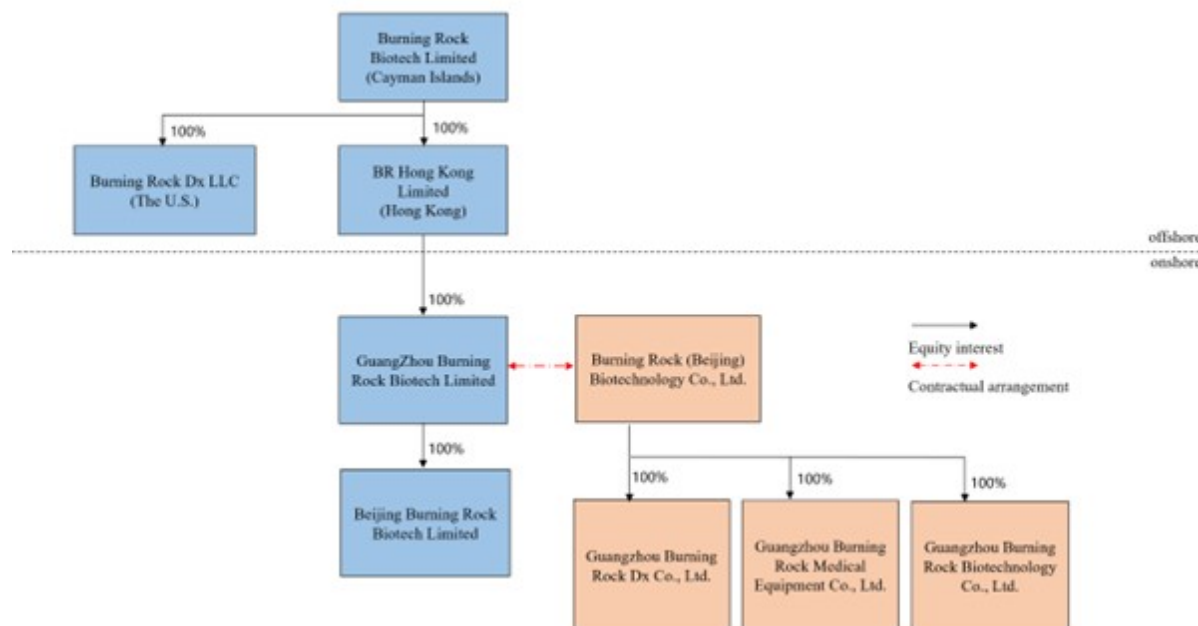 Burning Rock
Biotech Limited
(Cayman Islands)
100%
100%
Burning Rock Dx LLC
(The U.S.)
BR Hong Kong
Limited
(Hong Kong)
offshore
onshore
100%
GuangZhou Burning
Rock Biotech Limited
Burning Rock (Beijing)
Biotechnology Co., Ltd.
Equity interest
Contractual arrangement
100%
100%
100%
100%
Beijing Burning Rock
Biotech Limited
Guangzhou Burning
Rock Dx Co., Ltd.
Guangzhou Burning
Rock Medical
Equipment Co., Ltd.
Guangzhou Burning
Rock Biotechnology
Co., Ltd.